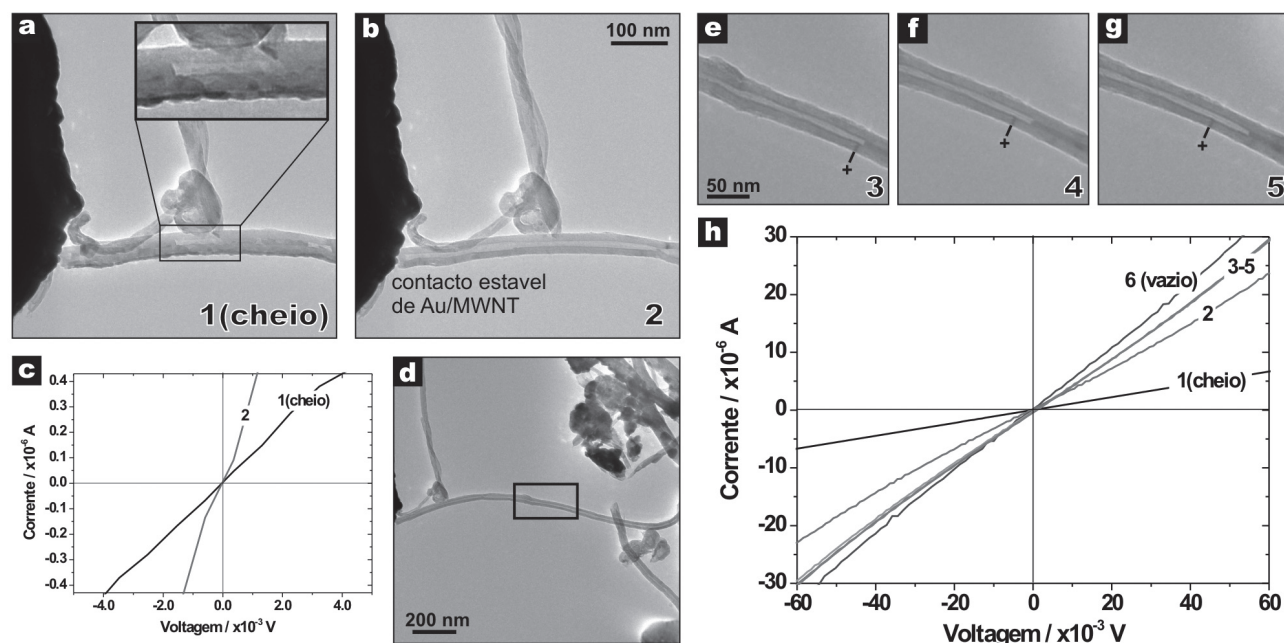 a
1(cheio)
b
100 nm
contacto estavel
de Au/MWNT
2
c
0.4
0.3
0.2
0.1
0.0
-0.1
-0.2
-0.3
-0.4
2
1(cheio)
-4.0
-2.0
0.0
2.0
4.0
Corrente / x10⁻⁶ A
Voltagem / x10⁻³ V
d
200 nm
e
+
3
50 nm
f
+
4
g
+
5
h
30
20
10
0
-10
-20
-30
6 (vazio)
3-5
2
1(cheio)
-60
-40
-20
0
20
40
60
Corrente / x10⁻⁶ A
Voltagem / x10⁻³ V